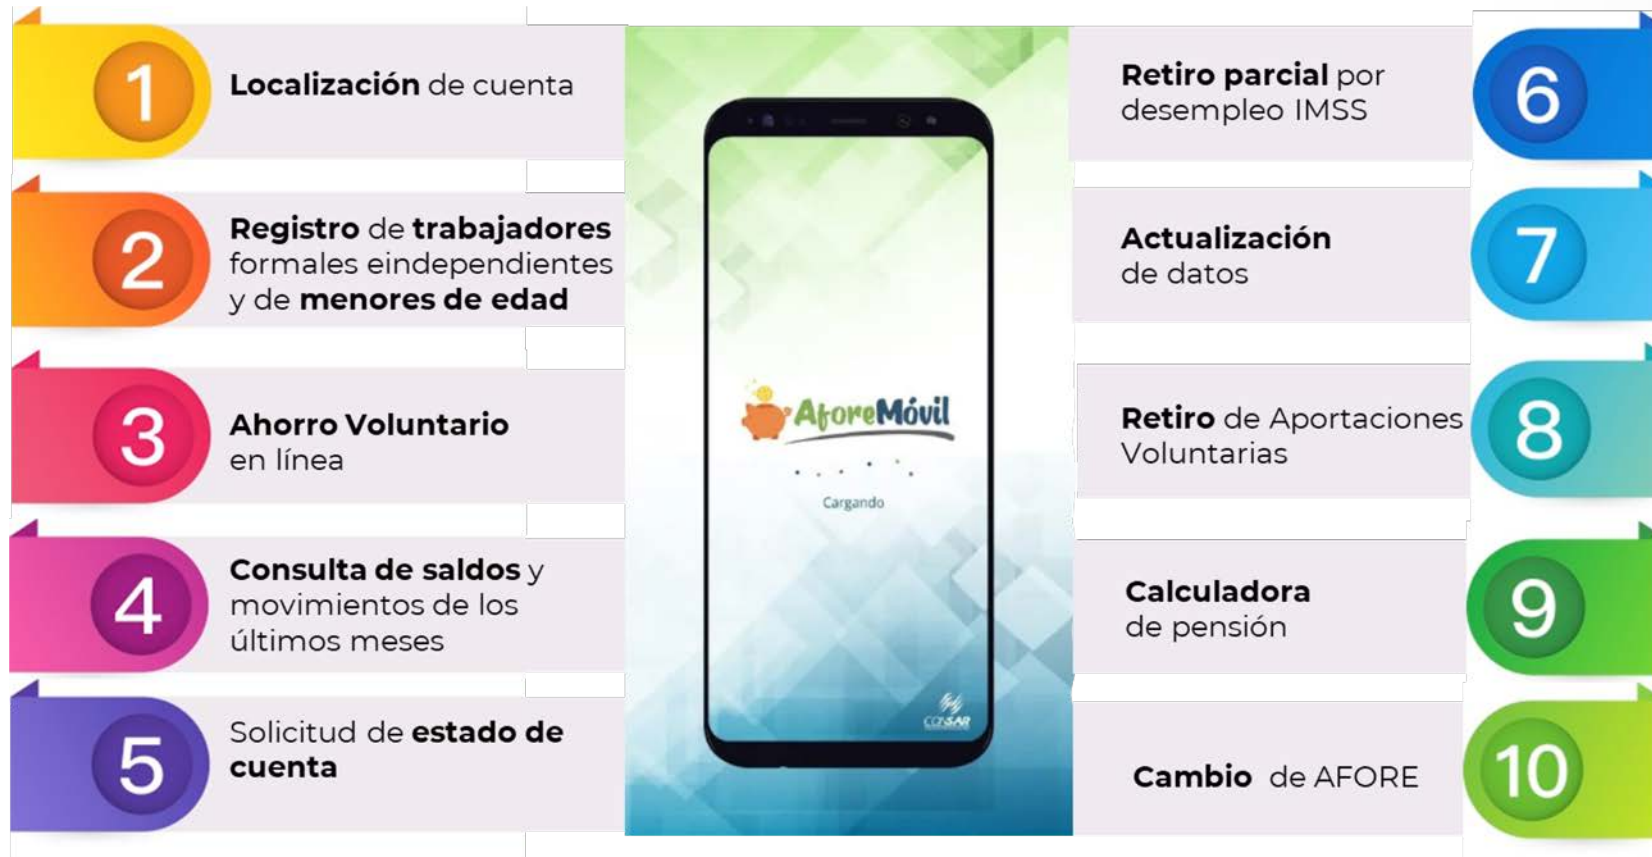 1
Localización de cuenta
2
Registro de trabajadores
formales eindependientes
y de menores de edad
3
Ahorro Voluntario
en línea
4
Consulta de saldos y
movimientos de los
últimos meses
5
Solicitud de estado de
cuenta
AforeMóvil
Cargando
CONSAR
Retiro parcial por
desempleo IMSS
6
Actualización
de datos
7
Retiro de Aportaciones
Voluntarias
8
Calculadora
de pensión
9
Cambio de AFORE
10